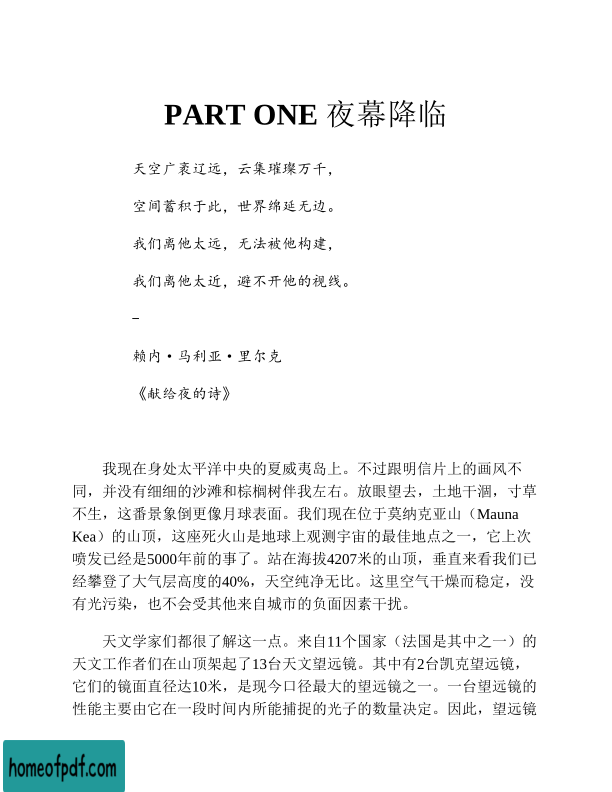 PART ONE 夜幕降临
天空广袤辽远，云集璀璨万千，
空间蓄积于此，世界绵延无边。
我们离他太远，无法被他构建，
我们离他太近，避不开他的视线。
–
赖内·马利亚·里尔克
《献给夜的诗》
我现在身处太平洋中央的夏威夷岛上。不过跟明信片上的画风不
同，并没有细细的沙滩和棕榈树伴我左右。放眼望去，土地干涸，寸草
不生，这番景象倒更像月球表面。我们现在位于莫纳克亚山（Mauna
Kea）的山顶，这座死火山是地球上观测宇宙的最佳地点之一，它上次
喷发已经是5000年前的事了。站在海拔4207米的山顶，垂直来看我们已
经攀登了大气层高度的40%，天空纯净无比。这里空气干燥而稳定，没
有光污染，也不会受其他来自城市的负面因素干扰。
天文学家们都很了解这一点。来自11个国家（法国是其中之一）的
天文工作者们在山顶架起了13台天文望远镜。其中有2台凯克望远镜，
它们的镜面直径达10米，是现今口径最大的望远镜之一。一台望远镜的
性能主要由它在一段时间内所能捕捉的光子的数量决定。因此，望远镜
homeofpdf.com